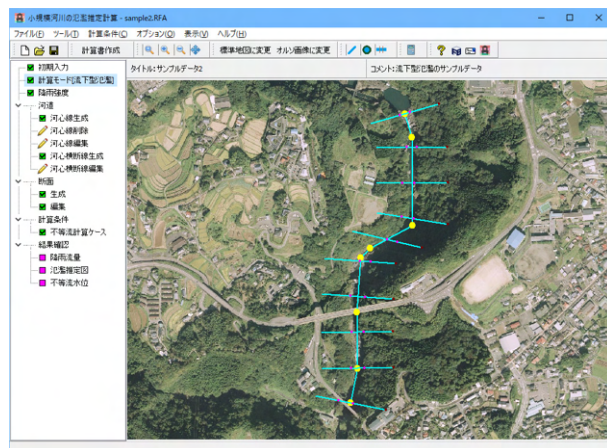 小規模河川の氾濫推定計算 - sample2.RFA
ファイル(F) ツール(T) 計算条件(C) オプション(O) 表示(V) ヘルプ(H)
計算書作成 標準地図に変更 オルソ画像に変更
初期入力
計算モード[流下型氾濫]
降雨強度
河道
河心線生成
河心線削除
河心線編集
河心横断線生成
河心横断線編集
断面
生成
編集
計算条件
不等流計算ケース
結果確認
降雨流量
氾濫推定図
不等流水位
タイトル:サンプルデータ2
コメント:流下型氾濫のサンプルデータ